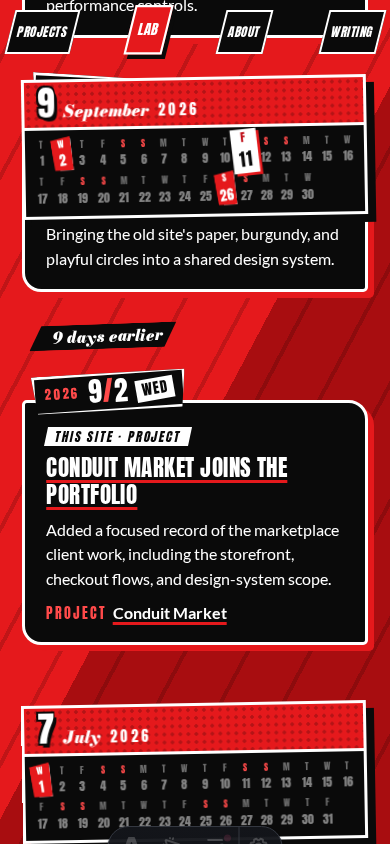 possible controls.
PROJECTS LAB ABOUT WRITING
9 September 2026
T W T F S S M T W T F S S M T W
1 2 3 4 5 6 7 8 9 10 11 12 13 14 15 16
T F S S M T W T F S S M T W
17 18 19 20 21 22 23 24 25 26 27 28 29 30
Bringing the old site's paper, burgundy, and
playful circles into a shared design system.
9 days earlier
2026 9/2 WED
THIS SITE · PROJECT
CONDUIT MARKET JOINS THE
PORTFOLIO
Added a focused record of the marketplace
client work, including the storefront,
checkout flows, and design-system scope.
PROJECT Conduit Market
7 July 2026
W T F S S M T W T F S S M T W T
1 2 3 4 5 6 7 8 9 10 11 12 13 14 15 16
F S S M T W T F S S M T W T F
17 18 19 20 21 22 23 24 25 26 27 28 29 30 31